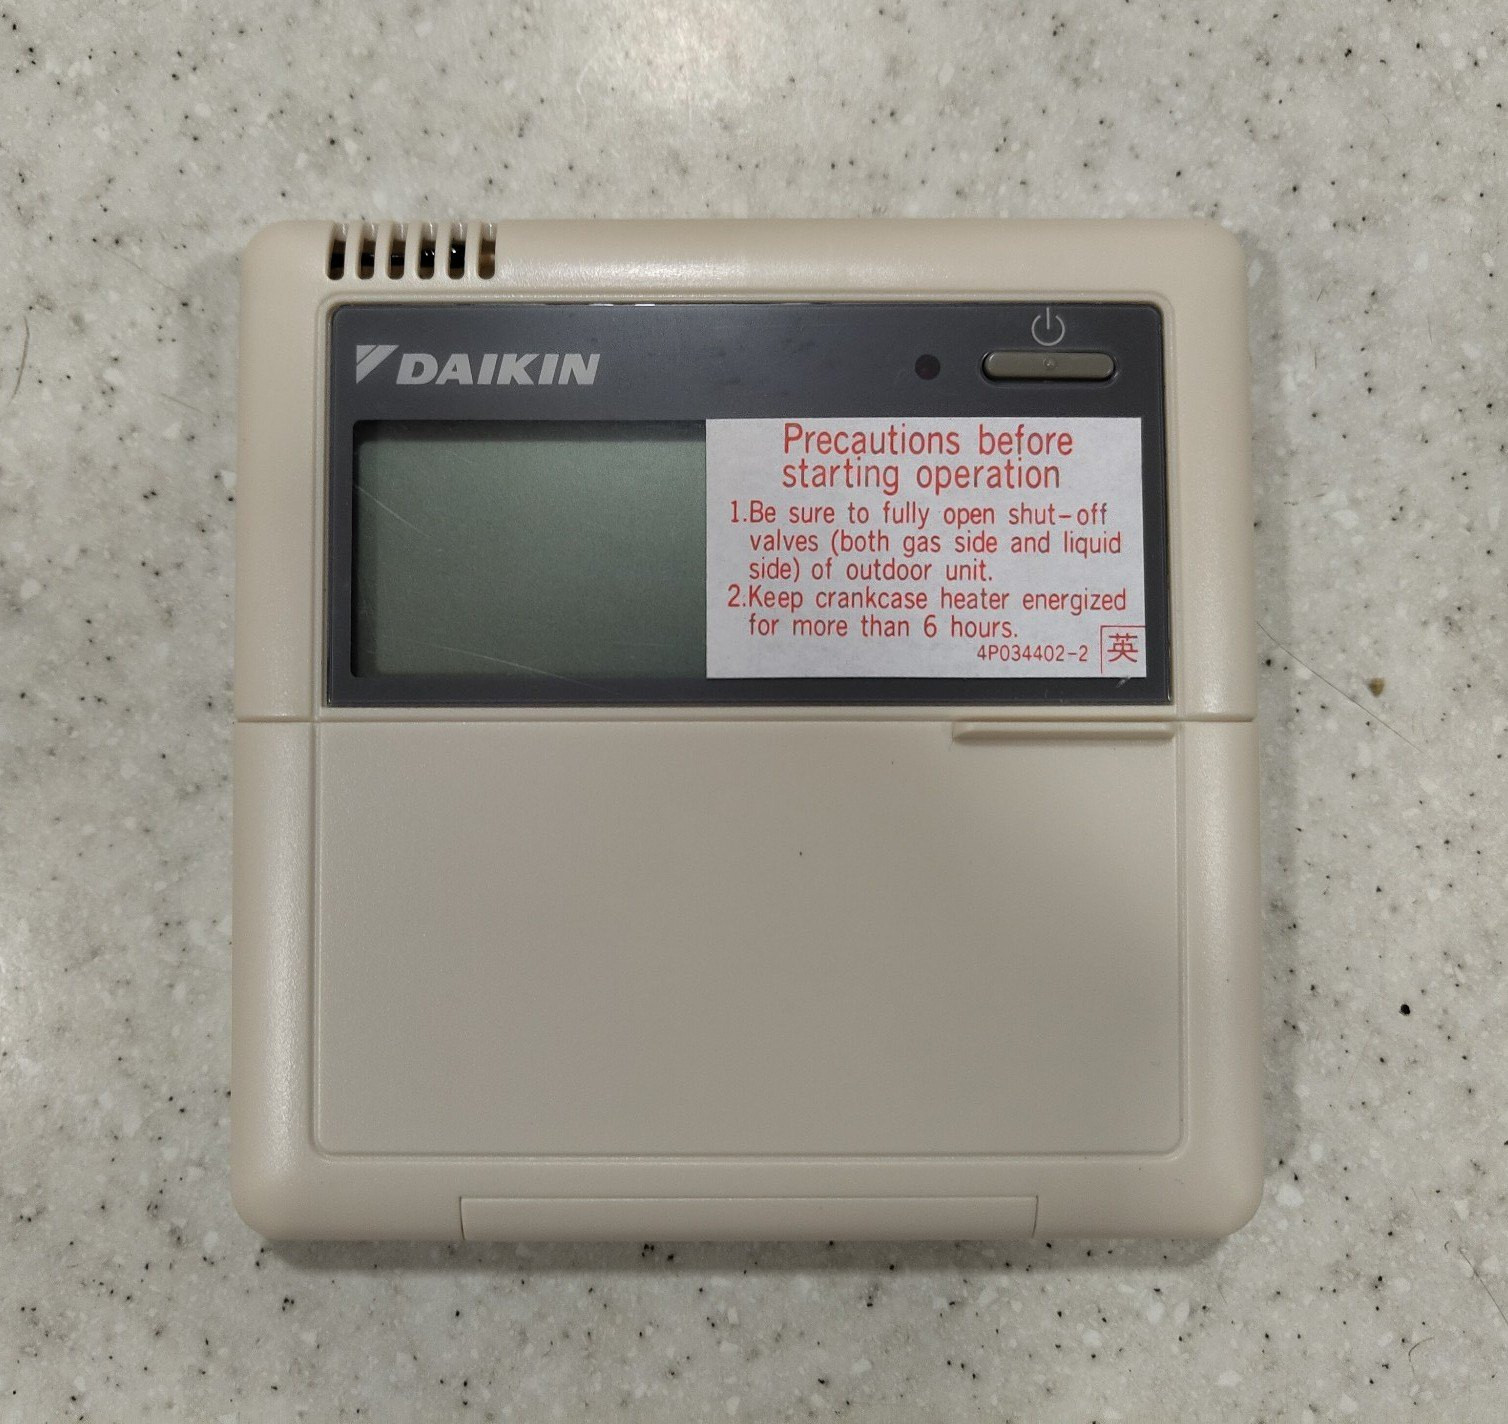 DAIKIN
Precautions before
starting operation
1.Be sure to fully open shut-off
valves (both gas side and liquid
side) of outdoor unit.
2.Keep crankcase heater energized
for more than 6 hours.
4P034402-2
英